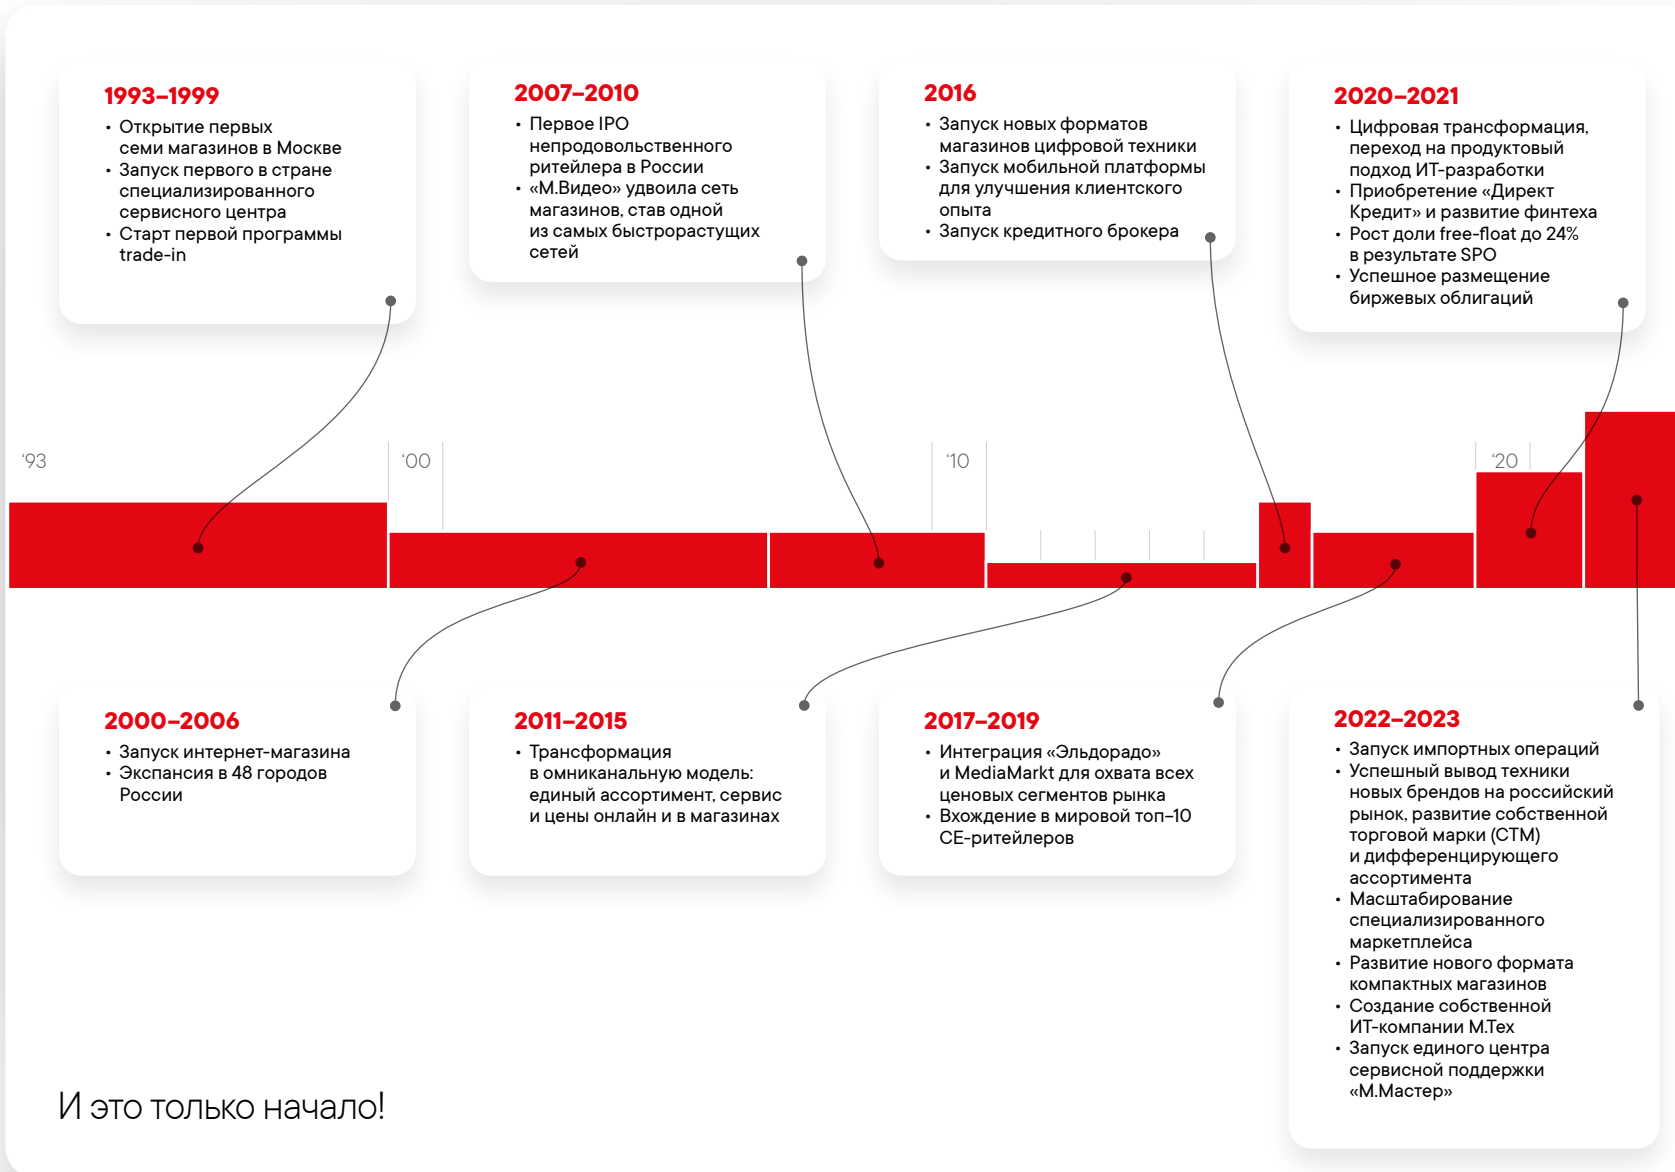 1993–1999
• Открытие первых
семи магазинов в Москве
• Запуск первого в стране
специализированного
сервисного центра
• Старт первой программы
trade-in
2007–2010
• Первое IPO
непродовольственного
ритейлера в России
• «М.Видео» удвоила сеть
магазинов, став одной
из самых быстрорастущих
сетей
2016
• Запуск новых форматов
магазинов цифровой техники
• Запуск мобильной платформы
для улучшения клиентского
опыта
• Запуск кредитного брокера
2020–2021
• Цифровая трансформация,
переход на продуктовый
подход ИТ-разработки
• Приобретение «Директ
Кредит» и развитие финтеха
• Рост доли free-float до 24%
в результате SPO
• Успешное размещение
биржевых облигаций
‘93
‘00
‘10
‘20
2000–2006
• Запуск интернет-магазина
• Экспансия в 48 городов
России
2011–2015
• Трансформация
в омниканальную модель:
единый ассортимент, сервис
и цены онлайн и в магазинах
2017–2019
• Интеграция «Эльдорадо»
и MediaMarkt для охвата всех
ценовых сегментов рынка
• Вхождение в мировой топ–10
CE-ритейлеров
2022–2023
• Запуск импортных операций
• Успешный вывод техники
новых брендов на российский
рынок, развитие собственной
торговой марки (СТМ)
и дифференцирующего
ассортимента
• Масштабирование
специализированного
маркетплейса
• Развитие нового формата
компактных магазинов
• Создание собственной
ИТ-компании М.Тех
• Запуск единого центра
сервисной поддержки
«М.Мастер»
И это только начало!